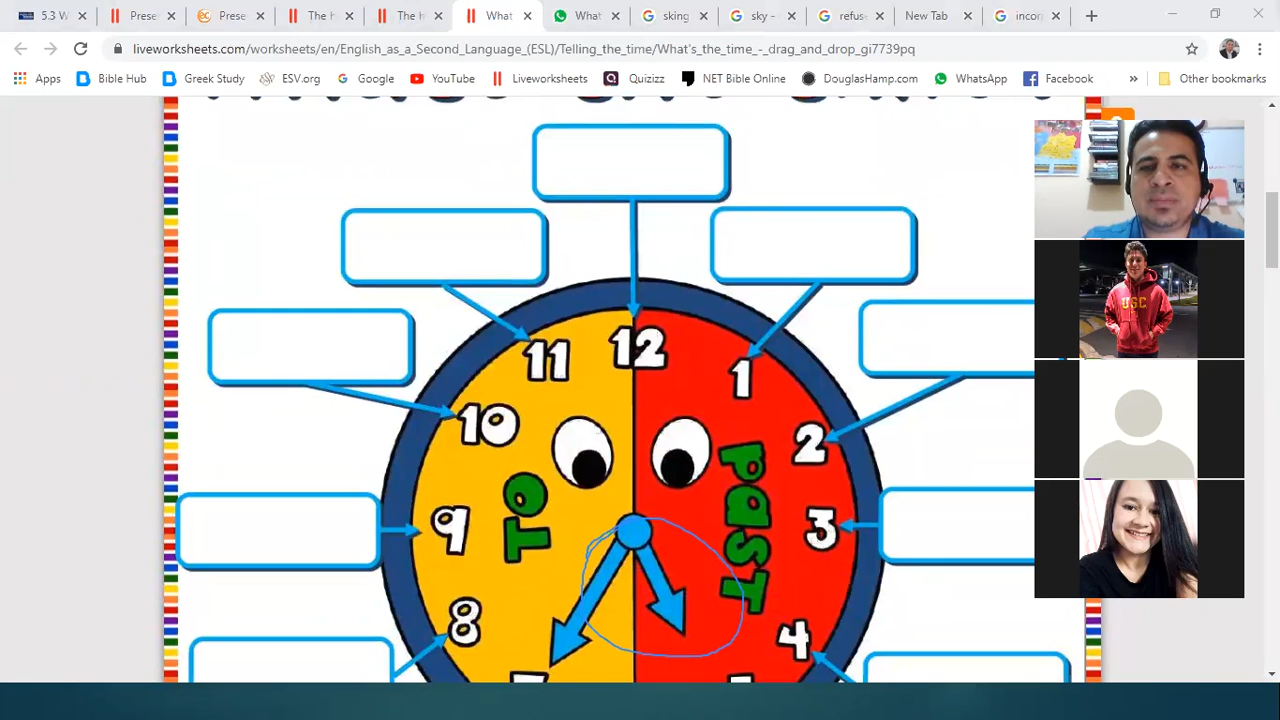 5.3 W
Prese
Prese
The h
The h
What
What
sking
sky -
refuse
New Tab
incor
liveworksheets.com/worksheets/en/English_as_a_Second_Language_(ESL)/Telling_the_time/What's_the_time_-_drag_and_drop_gi7739pq
Apps
Bible Hub
Greek Study
ESV.org
Google
YouTube
Liveworksheets
Quizizz
NET Bible Online
DouglasHamp.com
WhatsApp
Facebook
»
Other bookmarks
12
11
1
10
2
TO
past
9
3
8
4
USC